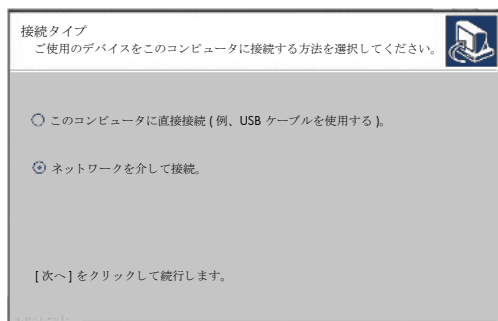 接続タイプ
ご使用のデバイスをこのコンピュータに接続する方法を選択してください。
このコンピュータに直接接続 ( 例、USB ケーブルを使用する )。
ネットワークを介して接続。
[ 次へ ] をクリックして続行します。